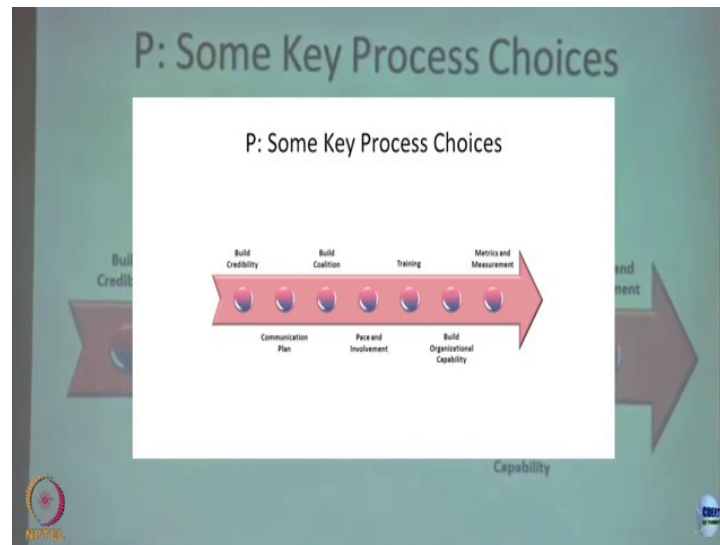 P: Some Key Process Choices
P: Some Key Process Choices
Build
Credibility
Build
Coalition
Training
Metrics and
Measurement
Communication
Plan
Pace and
Involvement
Build
Organizational
Capability
Capability
NPTEL